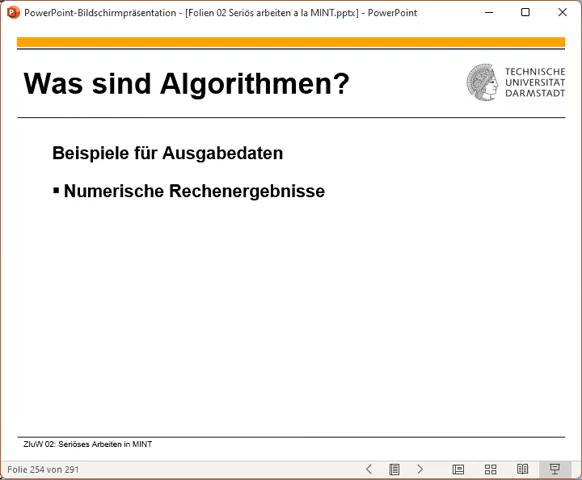 PowerPoint-Bildschirmpräsentation - [Folien 02 Seriös arbeiten a la MINT.pptx] - PowerPoint
Was sind Algorithmen?
TECHNISCHE
UNIVERSITÄT
DARMSTADT
Beispiele für Ausgabedaten
▪ Numerische Rechenergebnisse
ZIuW 02: Seriöses Arbeiten in MINT
Folie 254 von 291